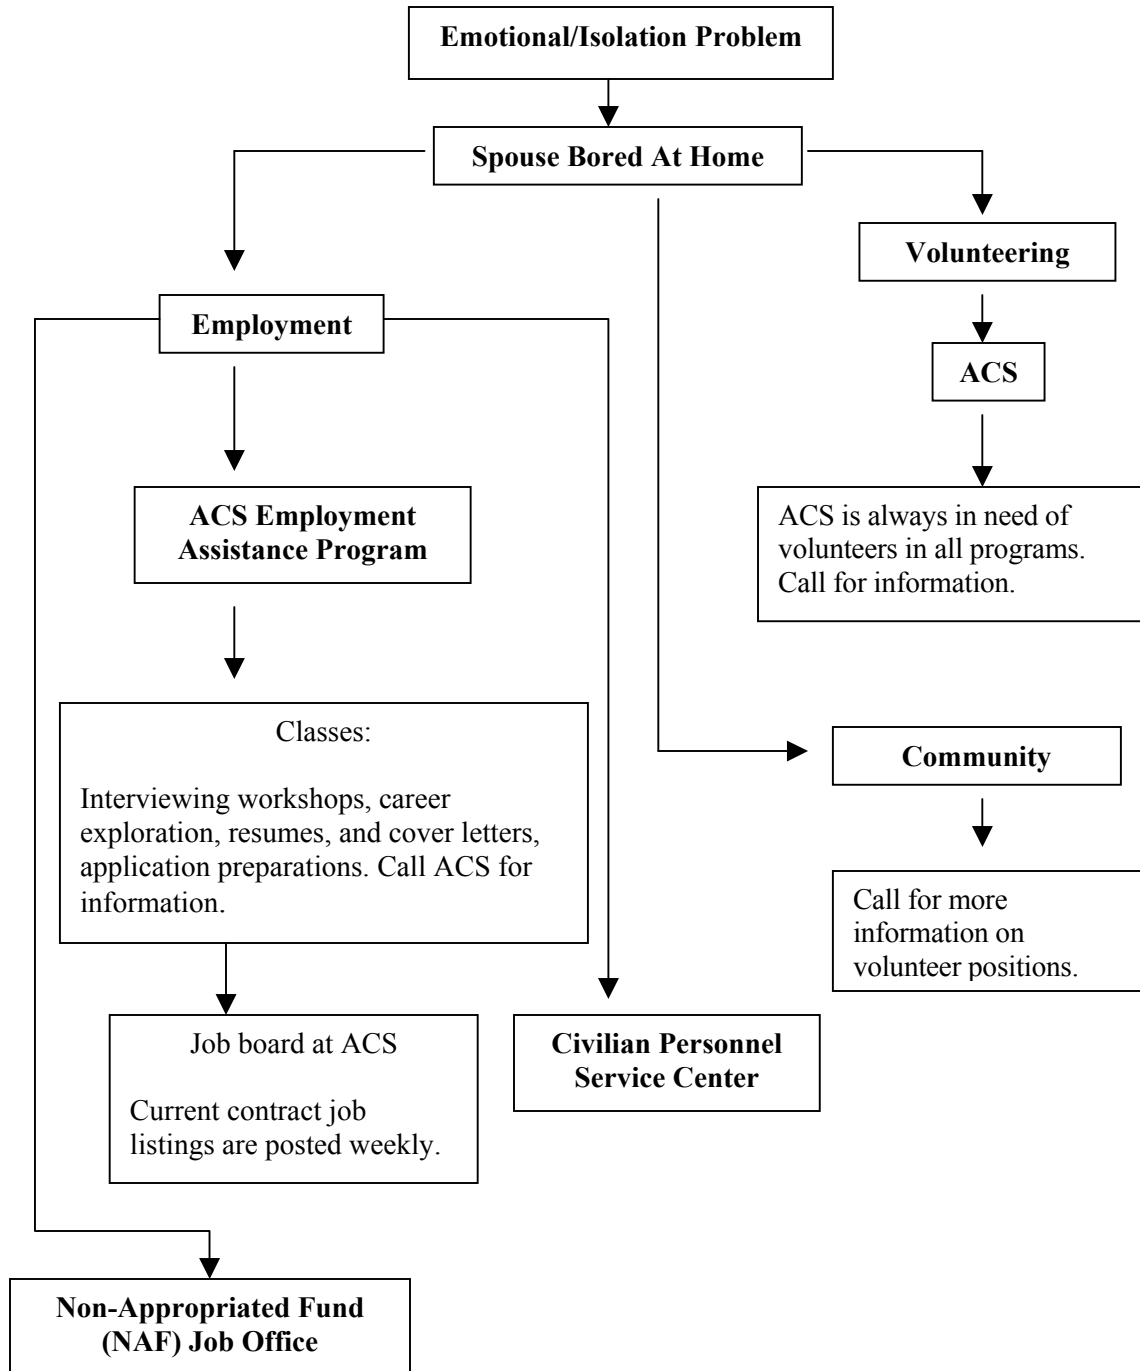 Emotional/Isolation Problem
Spouse Bored At Home
Volunteering
Employment
ACS
ACS Employment
Assistance Program
ACS is always in need of
volunteers in all programs.
Call for information.
Classes:
Interviewing workshops, career
exploration, resumes, and cover letters,
application preparations. Call ACS for
information.
Community
Call for more
information on
volunteer positions.
Job board at ACS
Current contract job
listings are posted weekly.
Civilian Personnel
Service Center
Non-Appropriated Fund
(NAF) Job Office